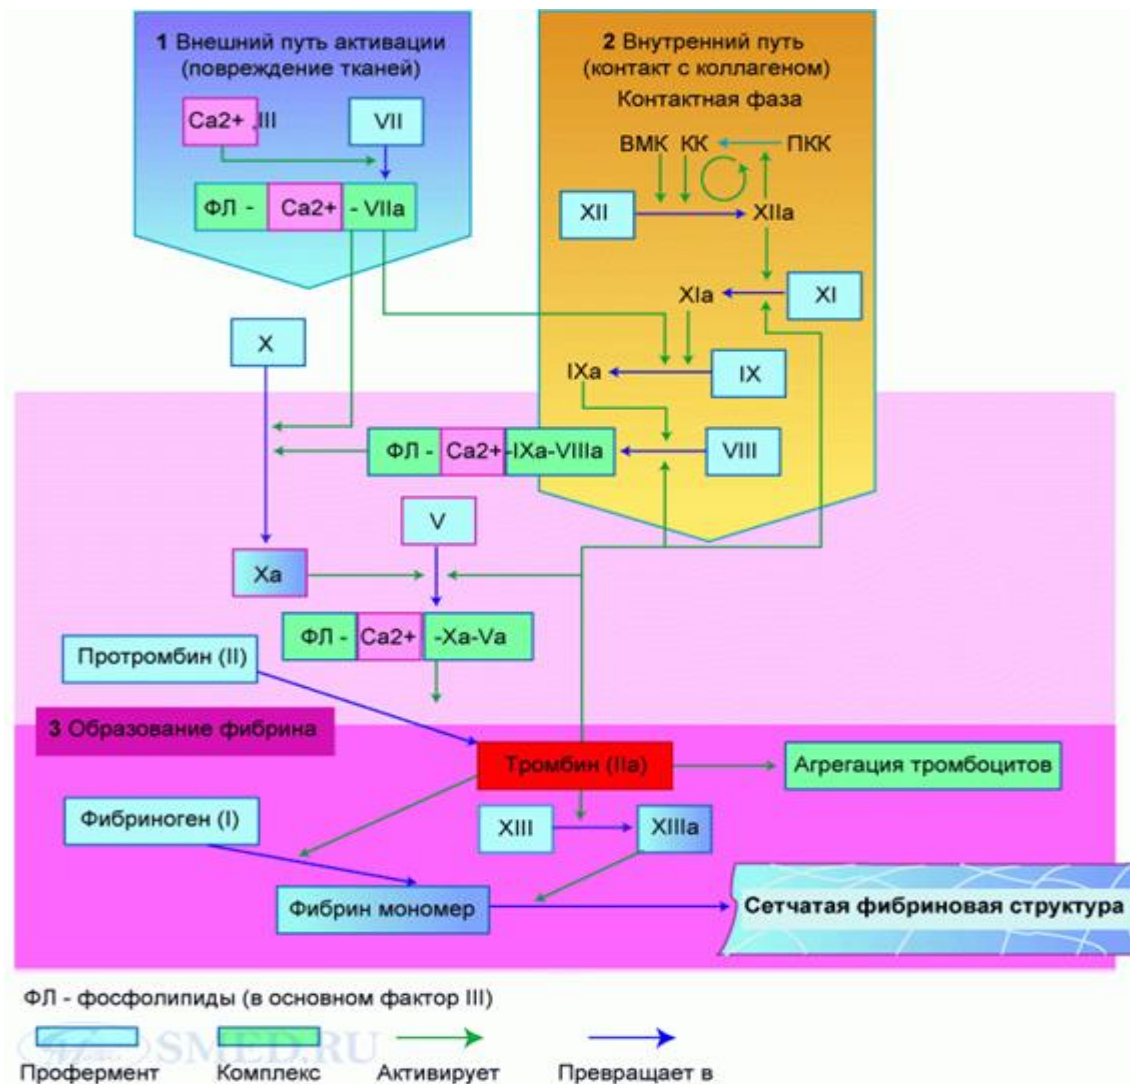 1 Внешний путь активации
(повреждение тканей)
Ca2+ ,III
VII
ФЛ - Ca2+ - VIIa
2 Внутренний путь
(контакт с коллагеном)
Контактная фаза
ВМК КК ПКК
XII
XIIa
XIa
XI
X
IXa
IX
ФЛ - Ca2+ -IXa-VIIIa
VIII
V
Xa
ФЛ - Ca2+ -Xa-Va
Протромбин (II)
3 Образование фибрина
Тромбин (IIa)
Агрегация тромбоцитов
Фибриноген (I)
XIII
XIIIa
Фибрин мономер
Сетчатая фибриновая структура
ФЛ - фосфолипиды (в основном фактор III)
SMED.RU
Профермент
Комплекс
Активирует
Превращает в